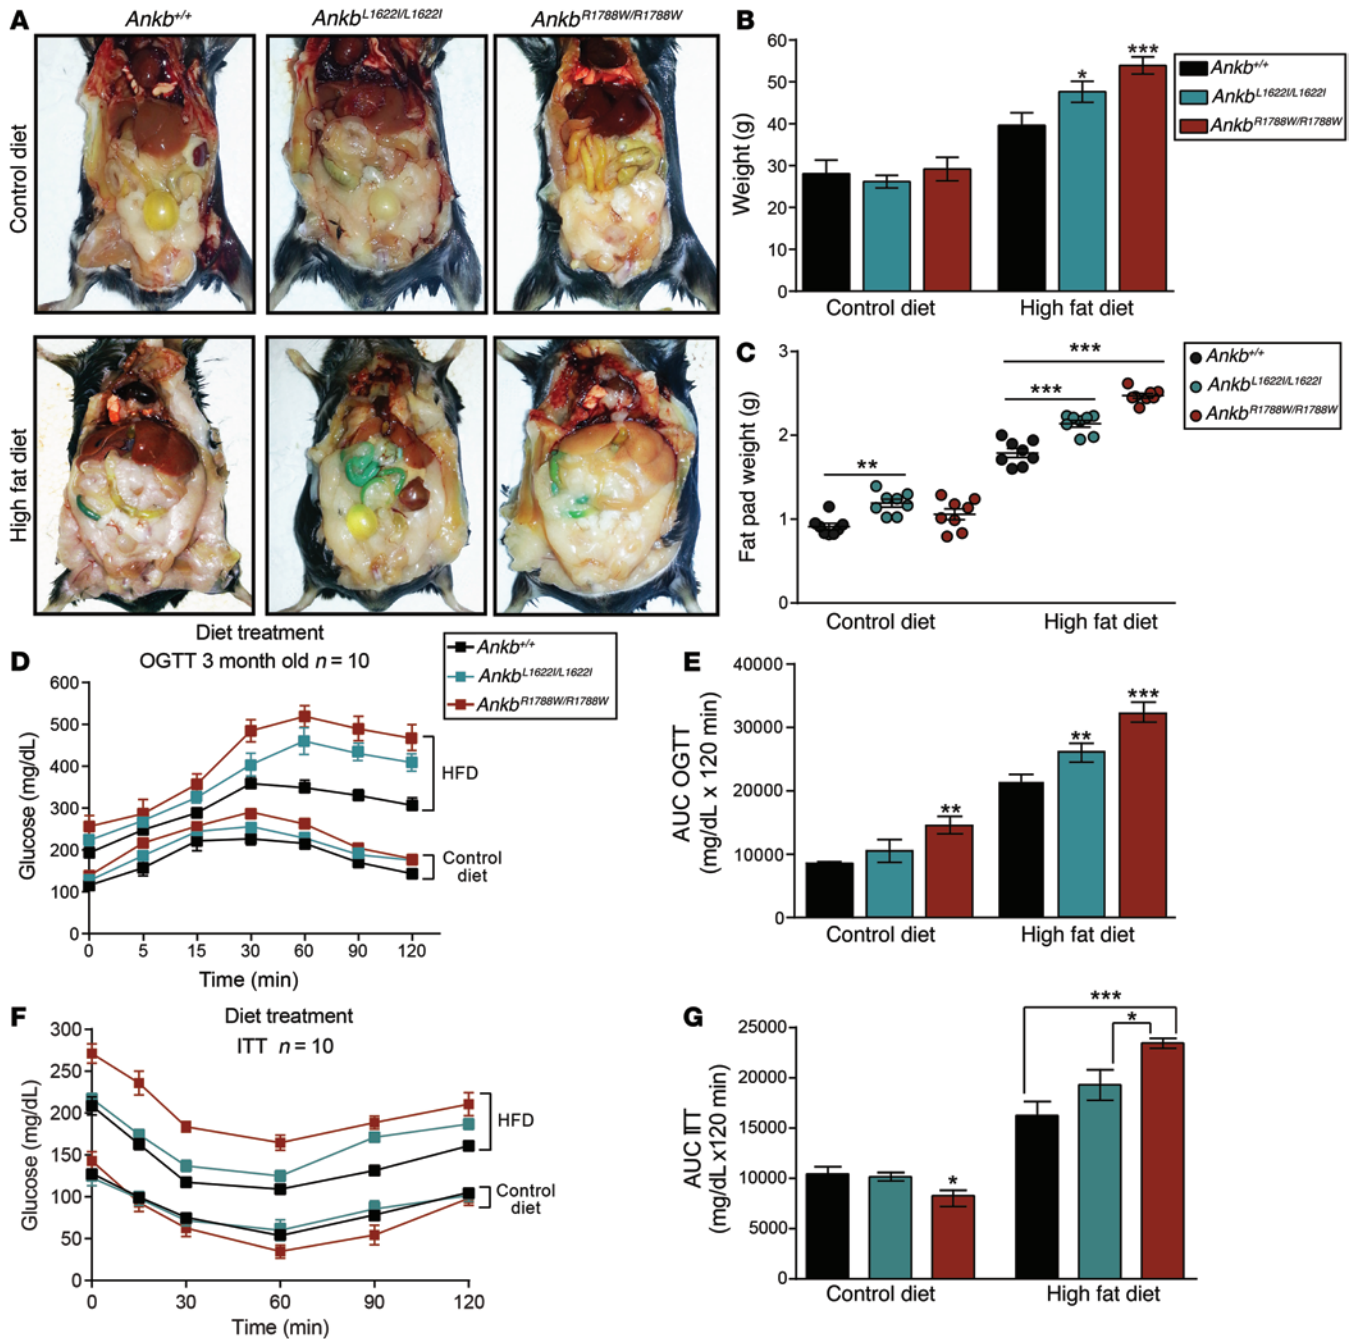 A
Ankb+/+
AnkbL1622I/L1622I
AnkbR1788W/R1788W
Control diet
High fat diet
B
Weight (g)
60
50
40
30
20
10
0
*
***
Control diet
High fat diet
Ankb+/+
AnkbL1622I/L1622I
AnkbR1788W/R1788W
C
Fat pad weight (g)
3
2
1
0
**
***
***
Control diet
High fat diet
Ankb+/+
AnkbL1622I/L1622I
AnkbR1788W/R1788W
D
Diet treatment
OGTT 3 month old n = 10
Ankb+/+
AnkbL1622I/L1622I
AnkbR1788W/R1788W
Glucose (mg/dL)
600
500
400
300
200
100
0
HFD
Control
diet
0 5 15 30 60 90 120
Time (min)
E
AUC OGTT
(mg/dL x 120 min)
40000
30000
20000
10000
0
**
**
***
Control diet
High fat diet
F
Diet treatment
ITT n = 10
Glucose (mg/dL)
300
250
200
150
100
50
0
HFD
Control
diet
0 30 60 90 120
Time (min)
G
AUC ITT
(mg/dL x120 min)
25000
20000
15000
10000
5000
0
*
***
*
Control diet
High fat diet